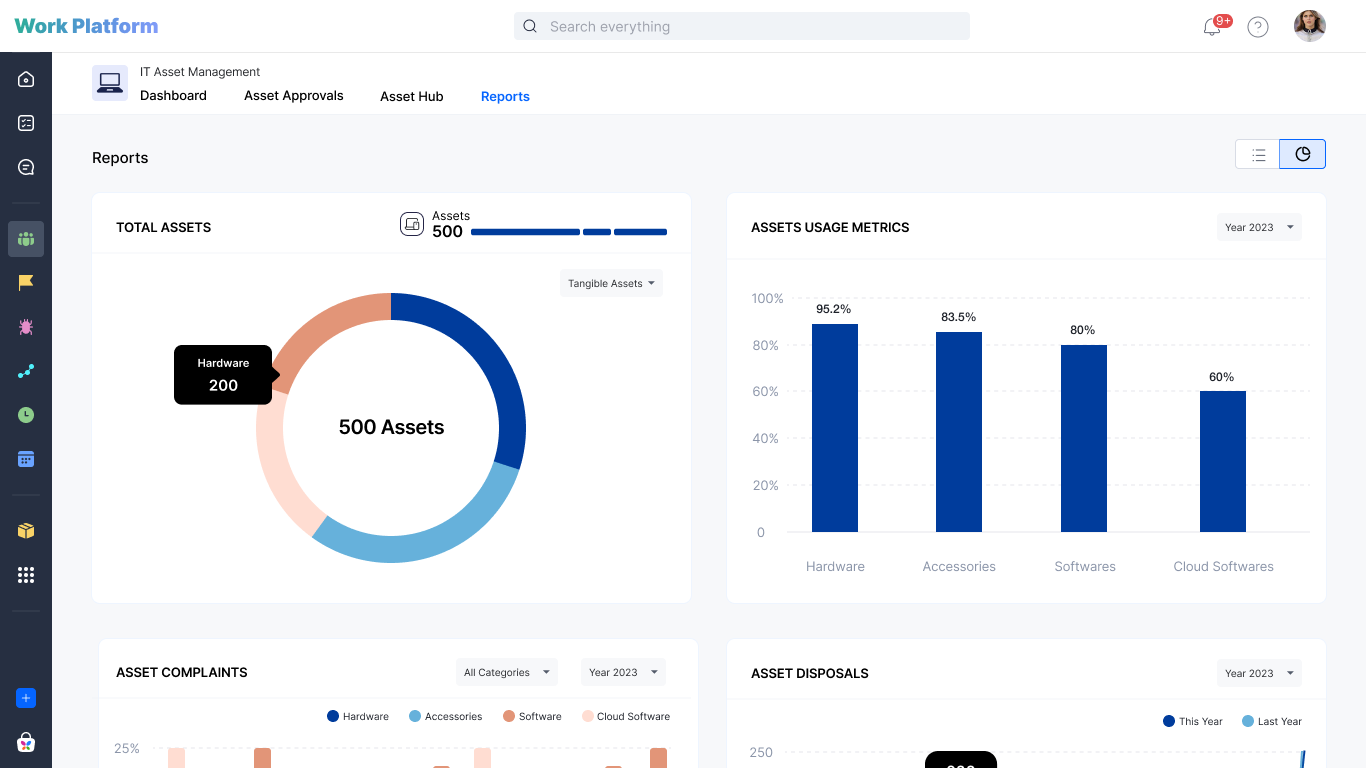 Work Platform
Search everything
9+
?
IT Asset Management
Dashboard
Asset Approvals
Asset Hub
Reports
Reports
TOTAL ASSETS
Assets
500
Tangible Assets
Hardware
200
500 Assets
ASSETS USAGE METRICS
Year 2023
100%
80%
60%
40%
20%
0
95.2%
83.5%
80%
60%
Hardware
Accessories
Softwares
Cloud Softwares
ASSET COMPLAINTS
All Categories
Year 2023
Hardware
Accessories
Software
Cloud Software
25%
ASSET DISPOSALS
Year 2023
This Year
Last Year
250